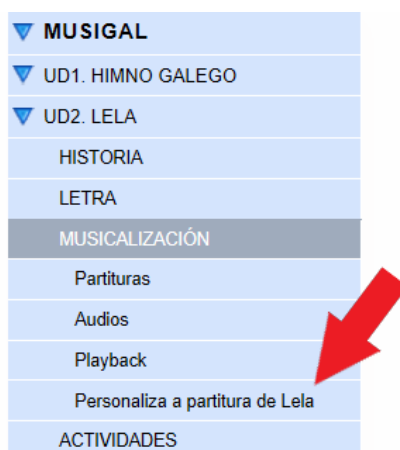 MUSIGAL
UD1. HIMNO GALEGO
UD2. LELA
HISTORIA
LETRA
MUSICALIZACIÓN
Partituras
Audios
Playback
Personaliza a partitura de Lela
ACTIVIDADES